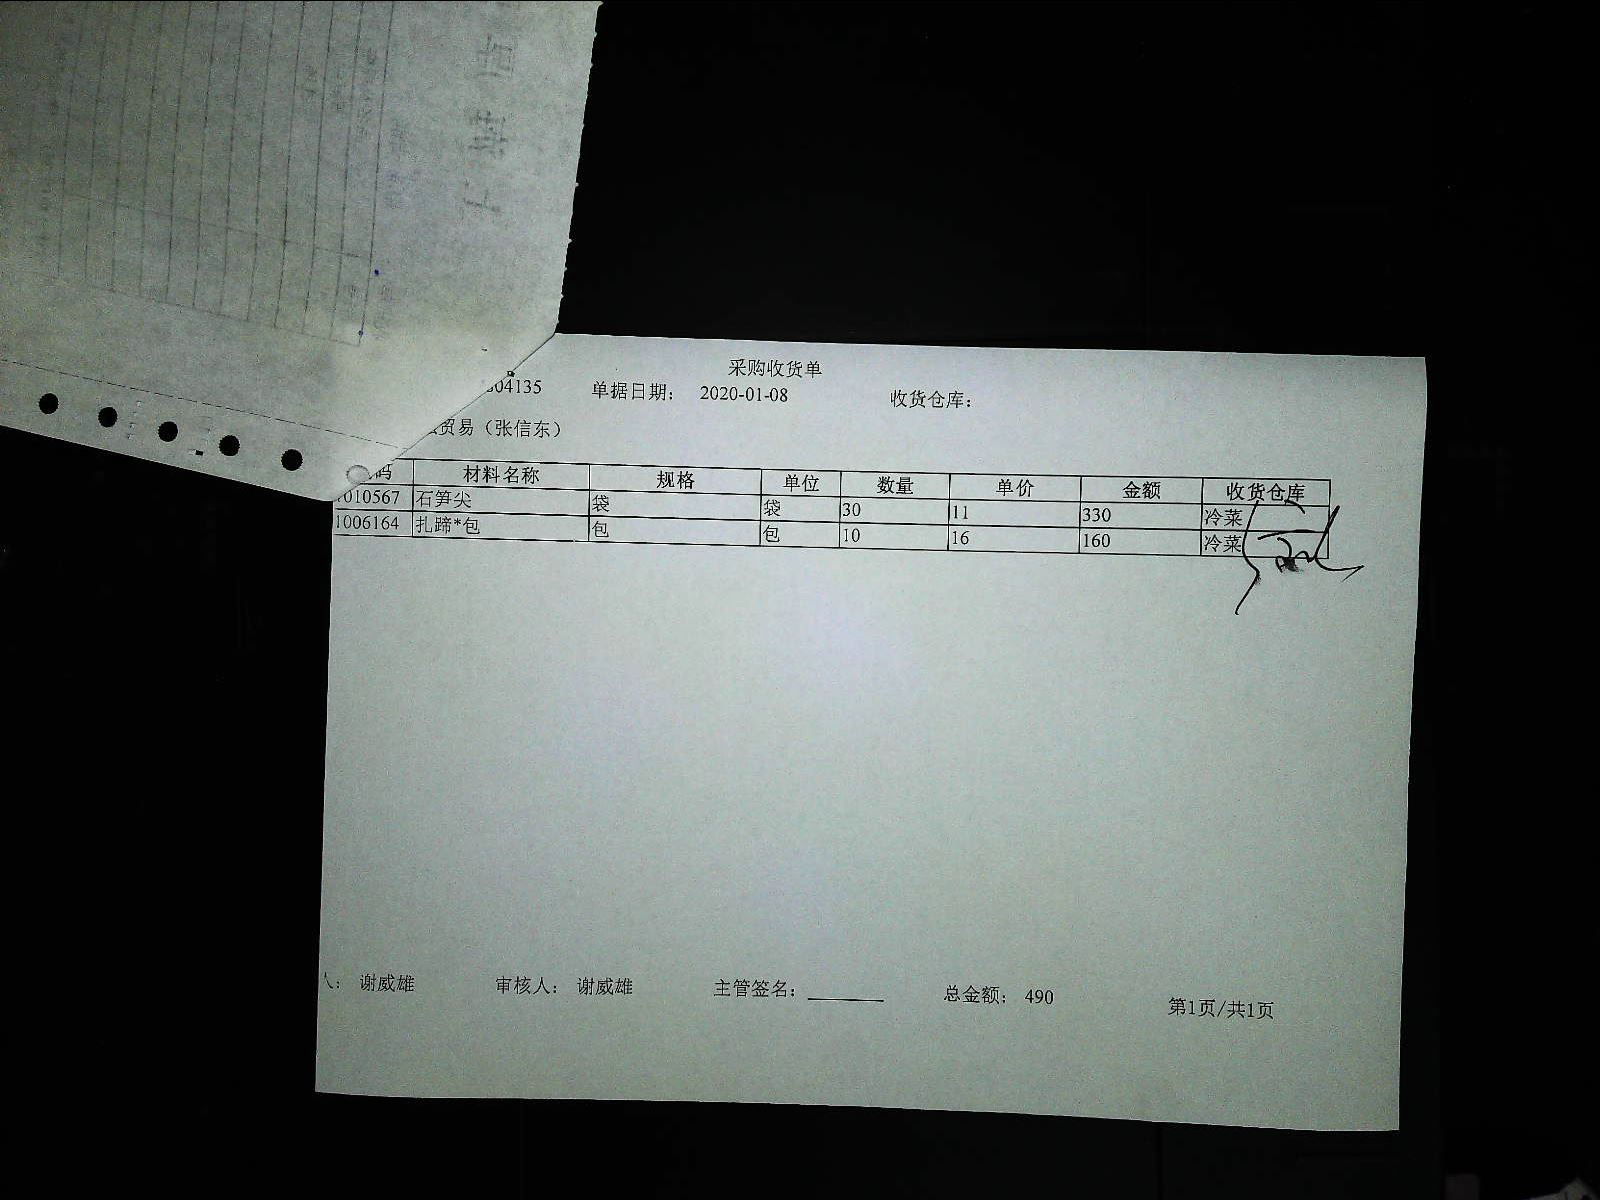 采购收货单
04135 单据日期： 2020-01-08 收货仓库：
贸易（张信东）
码 材料名称 规格 单位 数量 单价 金额 收货仓库
1010567 石笋尖 袋 袋 30 11 330 冷菜
1006164 扎蹄*包 包 包 10 16 160 冷菜
人： 谢威雄 审核人： 谢威雄 主管签名： 总金额： 490 第1页/共1页